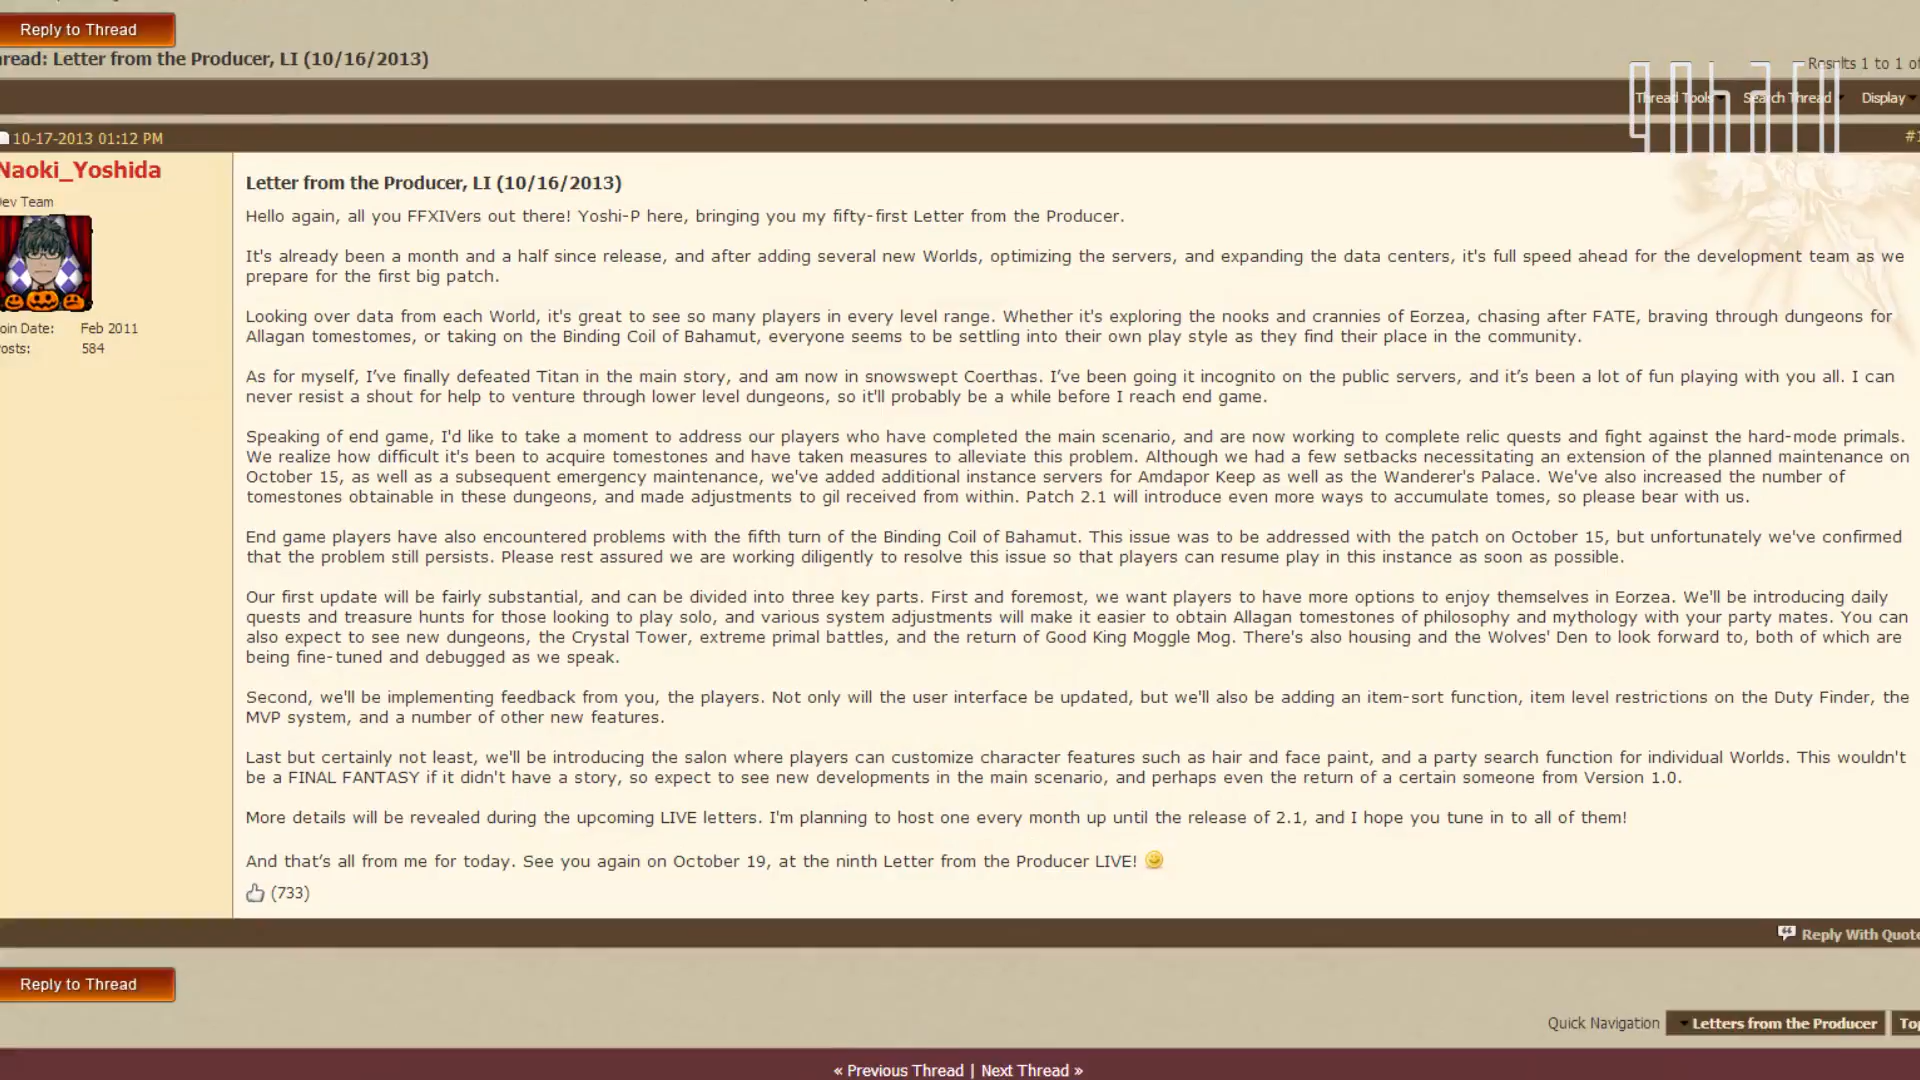 Reply to Thread
read: Letter from the Producer, LI (10/16/2013)
Results 1 to 1 of
Thread Tools
Search Thread
Display
goharu
10-17-2013 01:12 PM
#1
Naoki_Yoshida
Dev Team
oin Date: Feb 2011
osts: 584
Letter from the Producer, LI (10/16/2013)
Hello again, all you FFXIVers out there! Yoshi-P here, bringing you my fifty-first Letter from the Producer.
It's already been a month and a half since release, and after adding several new Worlds, optimizing the servers, and expanding the data centers, it's full speed ahead for the development team as we
prepare for the first big patch.
Looking over data from each World, it's great to see so many players in every level range. Whether it's exploring the nooks and crannies of Eorzea, chasing after FATE, braving through dungeons for
Allagan tomestomes, or taking on the Binding Coil of Bahamut, everyone seems to be settling into their own play style as they find their place in the community.
As for myself, I’ve finally defeated Titan in the main story, and am now in snowswept Coerthas. I’ve been going it incognito on the public servers, and it’s been a lot of fun playing with you all. I can
never resist a shout for help to venture through lower level dungeons, so it'll probably be a while before I reach end game.
Speaking of end game, I'd like to take a moment to address our players who have completed the main scenario, and are now working to complete relic quests and fight against the hard-mode primals.
We realize how difficult it's been to acquire tomestones and have taken measures to alleviate this problem. Although we had a few setbacks necessitating an extension of the planned maintenance on
October 15, as well as a subsequent emergency maintenance, we've added additional instance servers for Amdapor Keep as well as the Wanderer's Palace. We've also increased the number of
tomestones obtainable in these dungeons, and made adjustments to gil received from within. Patch 2.1 will introduce even more ways to accumulate tomes, so please bear with us.
End game players have also encountered problems with the fifth turn of the Binding Coil of Bahamut. This issue was to be addressed with the patch on October 15, but unfortunately we've confirmed
that the problem still persists. Please rest assured we are working diligently to resolve this issue so that players can resume play in this instance as soon as possible.
Our first update will be fairly substantial, and can be divided into three key parts. First and foremost, we want players to have more options to enjoy themselves in Eorzea. We'll be introducing daily
quests and treasure hunts for those looking to play solo, and various system adjustments will make it easier to obtain Allagan tomestones of philosophy and mythology with your party mates. You can
also expect to see new dungeons, the Crystal Tower, extreme primal battles, and the return of Good King Moggle Mog. There's also housing and the Wolves' Den to look forward to, both of which are
being fine-tuned and debugged as we speak.
Second, we'll be implementing feedback from you, the players. Not only will the user interface be updated, but we'll also be adding an item-sort function, item level restrictions on the Duty Finder, the
MVP system, and a number of other new features.
Last but certainly not least, we'll be introducing the salon where players can customize character features such as hair and face paint, and a party search function for individual Worlds. This wouldn't
be a FINAL FANTASY if it didn't have a story, so expect to see new developments in the main scenario, and perhaps even the return of a certain someone from Version 1.0.
More details will be revealed during the upcoming LIVE letters. I'm planning to host one every month up until the release of 2.1, and I hope you tune in to all of them!
And that’s all from me for today. See you again on October 19, at the ninth Letter from the Producer LIVE!
(733)
Reply With Quote
Reply to Thread
Quick Navigation
Letters from the Producer
Top
« Previous Thread | Next Thread »